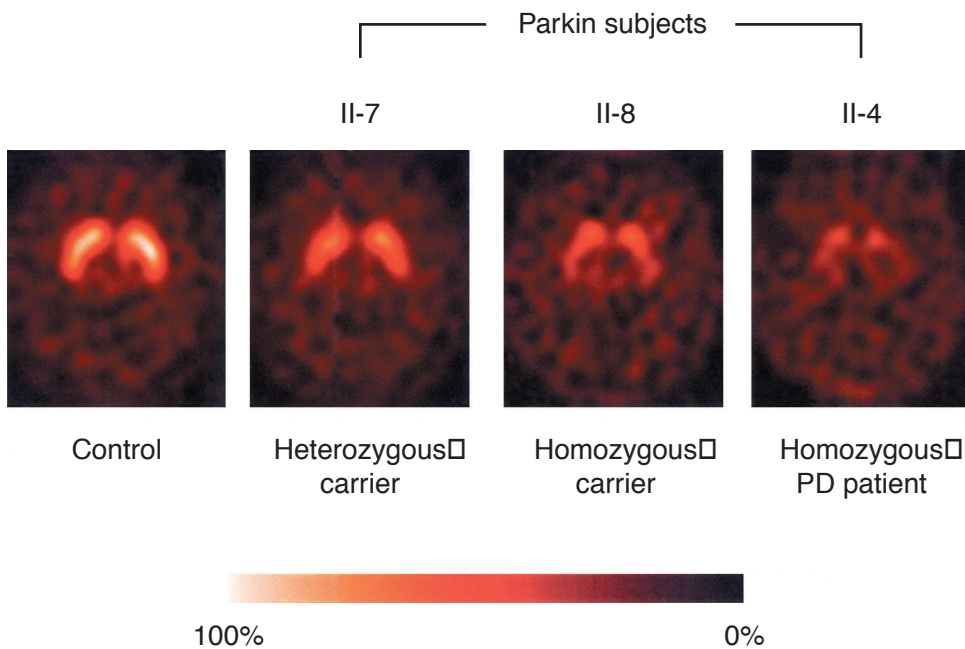 Parkin subjects
II-7
II-8
II-4
Control
Heterozygous□
carrier
Homozygous□
carrier
Homozygous□
PD patient
100%
0%